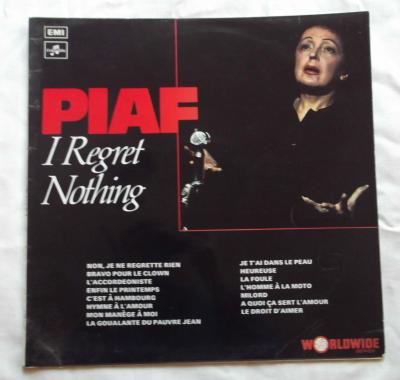 EMI
PIAF
I Regret
Nothing
NON, JE NE REGRETTE RIEN
BRAVO POUR LE CLOWN
L'ACCORDEONISTE
ENFIN LE PRINTEMPS
C'EST À HAMBOURG
HYMNE À L'AMOUR
MON MANÈGE À MOI
LA GOUALANTE DU PAUVRE JEAN
JE T'AI DANS LE PEAU
HEUREUSE
LA FOULE
L'HOMME À LA MOTO
MILORD
A QUOI ÇA SERT L'AMOUR
LE DROIT D'AIMER
WORLDWIDE